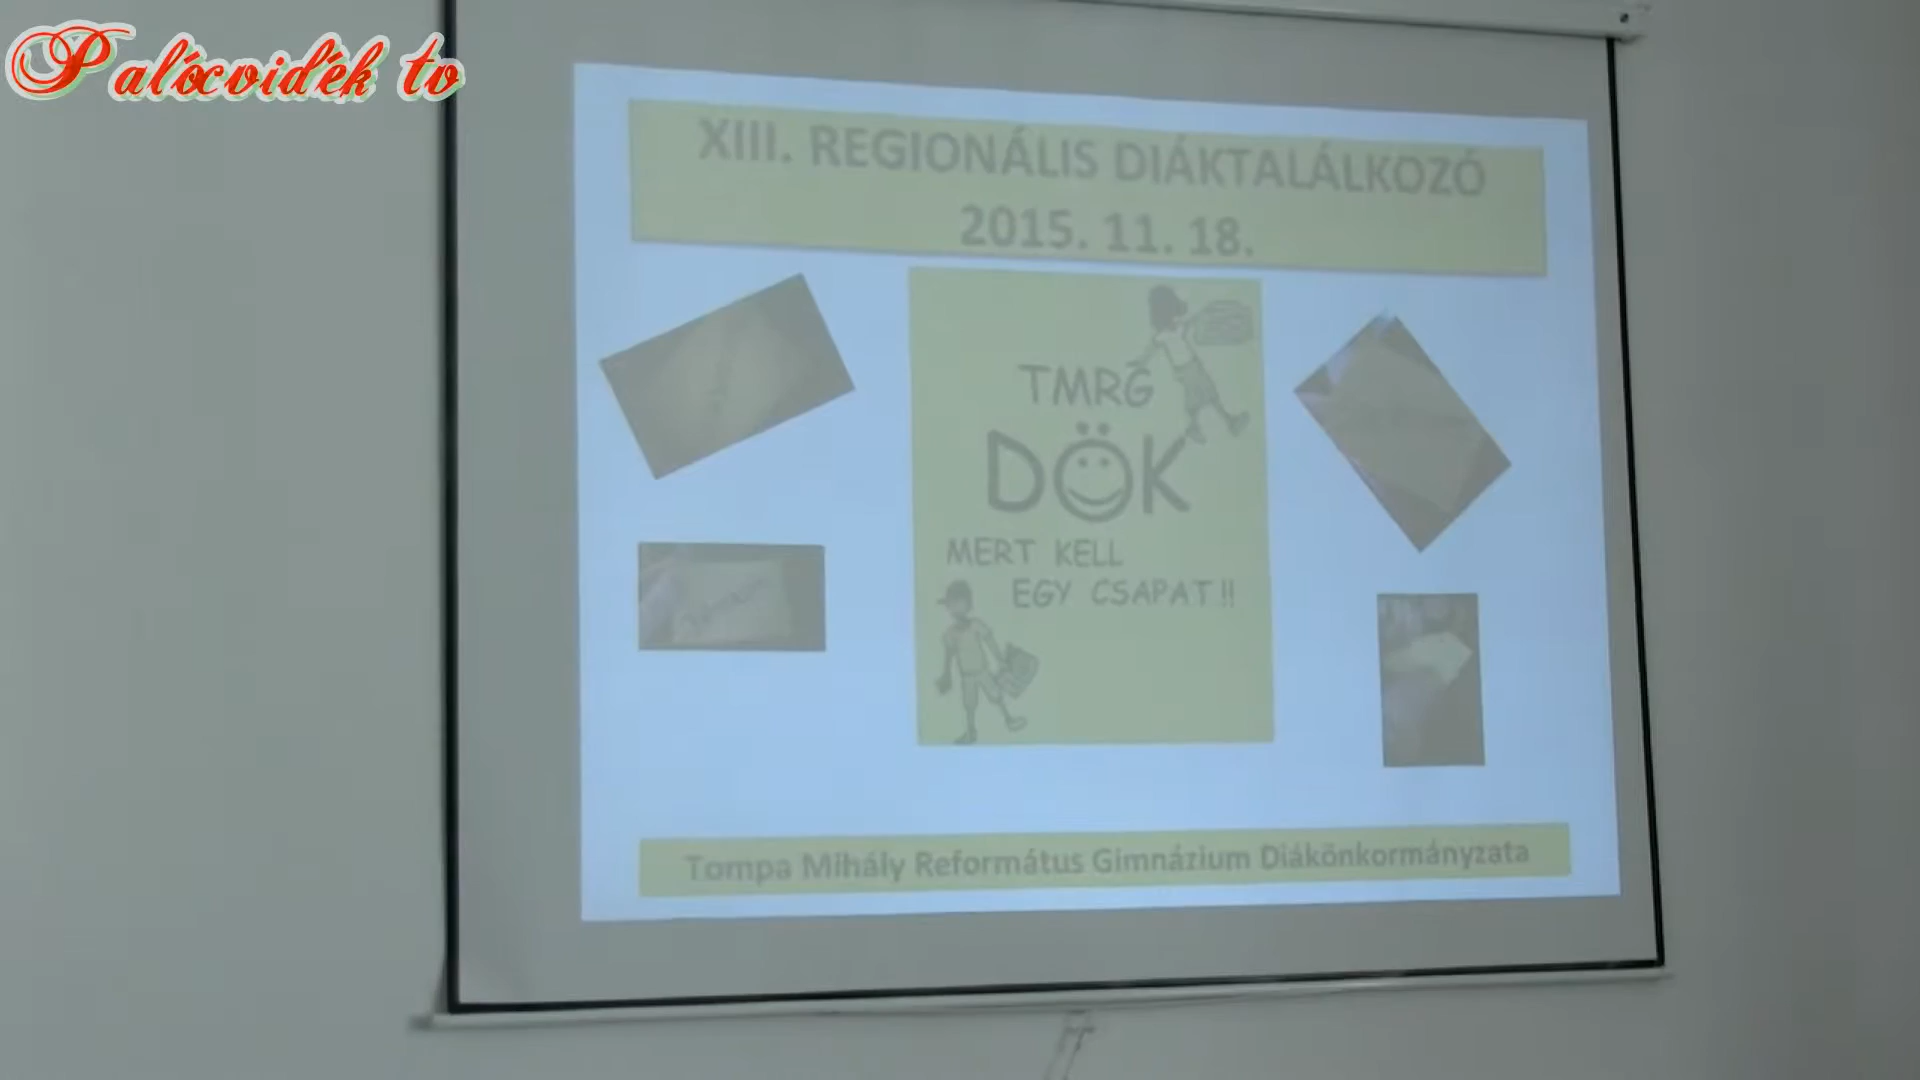 Palócvidék tv
XIII. REGIONÁLIS DIÁKTALÁLKOZÓ
2015. 11. 18.
TMRG
DÖK
MERT KELL
EGY CSAPAT!!
Tompa Mihály Református Gimnázium Diákönkormányzata